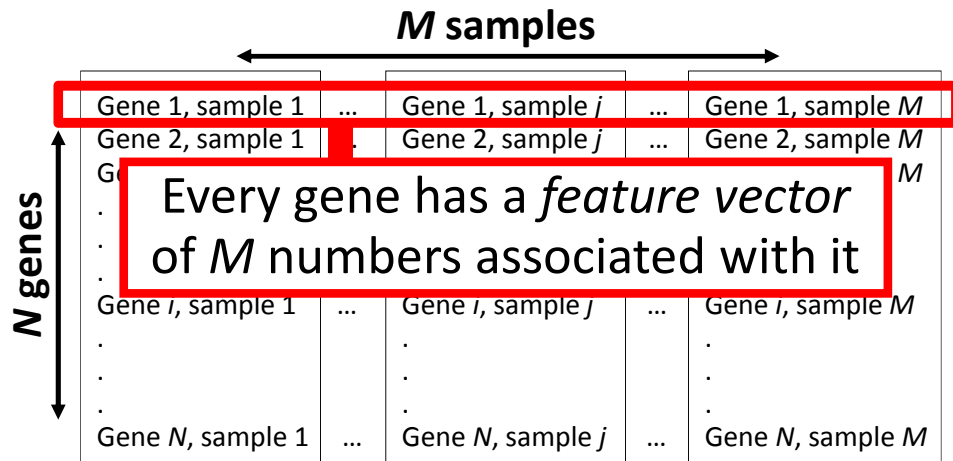 M samples
N genes
Gene 1, sample 1 ... Gene 1, sample j ... Gene 1, sample M
Gene 2, sample 1 . Gene 2, sample j ... Gene 2, sample M
M
Every gene has a feature vector
of M numbers associated with it
.
.
.
Gene i, sample 1 ... Gene i, sample j ... Gene i, sample M
. . .
. . .
. . .
Gene N, sample 1 ... Gene N, sample j ... Gene N, sample M